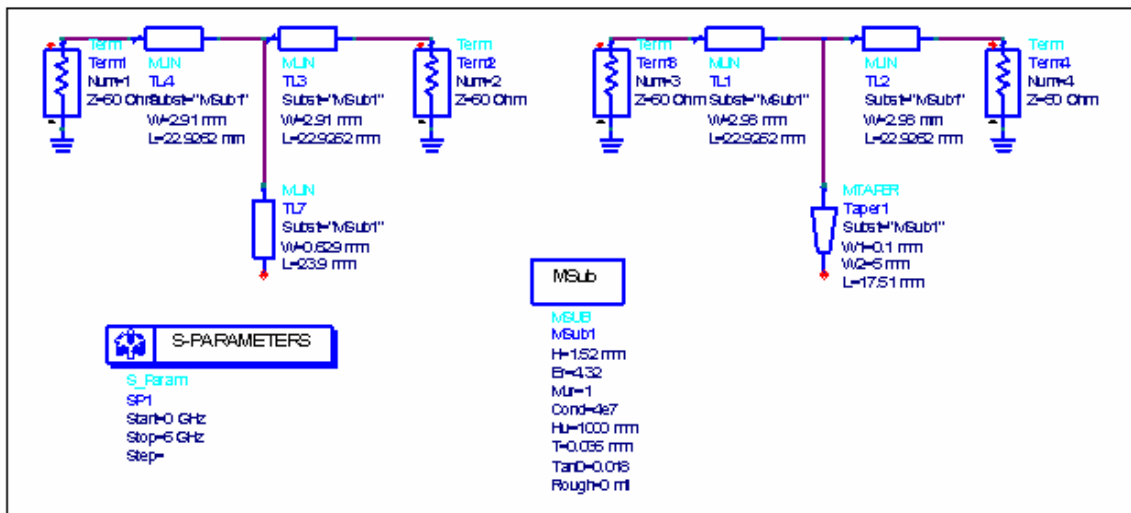 Term
Term1
Num=1
Z=50 Ohm
MLIN
TL4
Subst="MSub1"
W=2.91 mm
L=22.9262 mm
MLIN
TL3
Subst="MSub1"
W=2.91 mm
L=22.9262 mm
Term
Term2
Num=2
Z=50 Ohm
Term
Term3
Num=3
Z=50 Ohm
MLIN
TL1
Subst="MSub1"
W=2.98 mm
L=22.9262 mm
MLIN
TL2
Subst="MSub1"
W=2.98 mm
L=22.9262 mm
Term
Term4
Num=4
Z=50 Ohm
MLIN
TL7
Subst="MSub1"
W=0.629 mm
L=23.9 mm
MTAPER
Taper1
Subst="MSub1"
W1=0.1 mm
W2=5 mm
L=17.51 mm
S-PARAMETERS
S_Param
SP1
Start=0 GHz
Stop=5 GHz
Step=
MSub
MSUB
MSub1
H=1.52 mm
Er=4.32
Mur=1
Cond=4e7
Hu=1000 mm
T=0.035 mm
TanD=0.018
Rough=0 mil